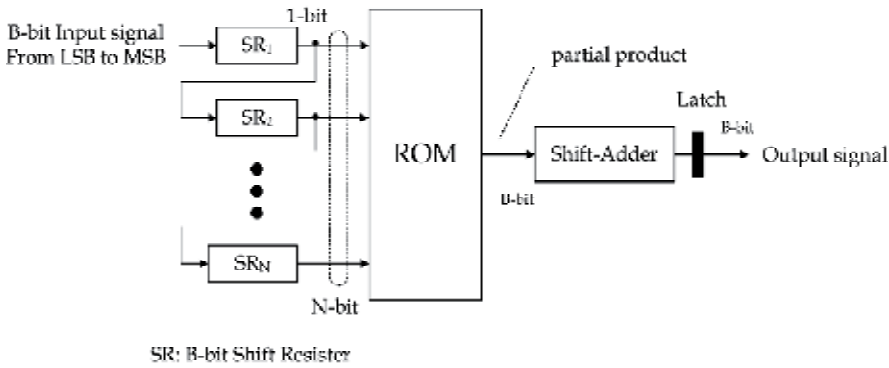 B-bit Input signal
From LSB to MSB
1-bit
SR1
SR2
SRN
N-bit
ROM
partial product
B-bit
Shift-Adder
Latch
B-bit
Output signal
SR: B-bit Shift Resister